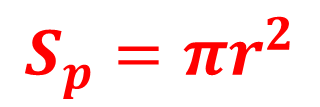 Sₚ = πr²